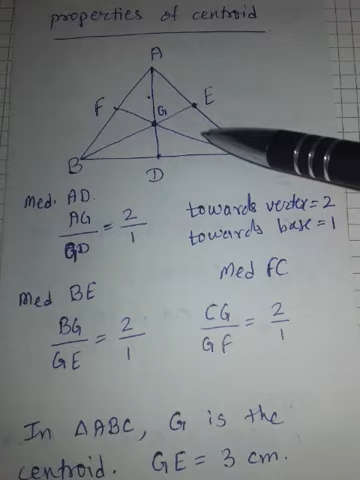 properties of centroid
A
F
E
G
B
D
Med. AD.
AG/GD = 2/1
towards vertex = 2
towards base = 1
Med BE
Med FC
BG/GE = 2/1
CG/GF = 2/1
In △ABC, G is the
centroid. GE = 3 cm.